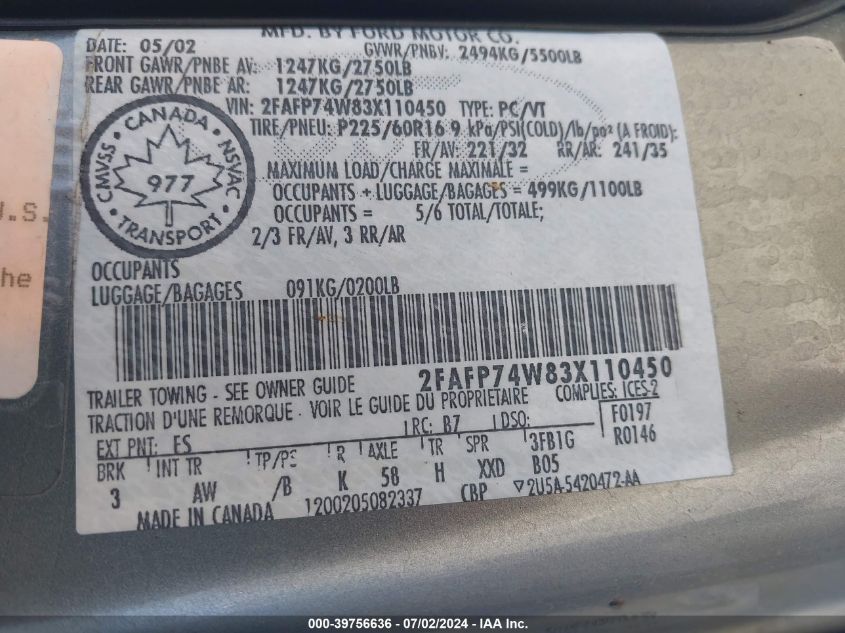 MFD. BY FORD MOTOR CO.
DATE: 05/02
GVWR/PNBV: 2494KG/5500LB
FRONT GAWR/PNBE AV: 1247KG/2750LB
REAR GAWR/PNBE AR: 1247KG/2750LB
VIN: 2FAFP74W83X110450 TYPE: PC/VT
TIRE/PNEU: P225/60R16 9 kPa/PSI(COLD)/lb/po² (A FROID):
FR/AV: 221/32 RR/AR: 241/35
CANADA
CMVSS NSVAC
977
TRANSPORT
MAXIMUM LOAD/CHARGE MAXINALE =
OCCUPANTS + LUGGAGE/BAGAGES = 499KG/1100LB
OCCUPANTS = 5/6 TOTAL/TOTALE;
2/3 FR/AV, 3 RR/AR
OCCUPANTS
LUGGAGE/BAGAGES 091KG/0200LB
2FAFP74W83X110450
TRAILER TOWING - SEE OWNER GUIDE
COMPLIES: ICES-2
TRACTION D'UNE REMORQUE - VOIR LE GUIDE DU PROPRIETAIRE
EXT PNT: FS RC: B7 DSO: F0197
BRK INT TR TP/PS R AXLE TR SPR 3FB1G R0146
3 AW /B K 58 H XXD B05
MADE IN CANADA 1200205082337 CBP ▽2U5A-5420472-AA
U.S.
he
000-39756636 - 07/02/2024 - IAA Inc.